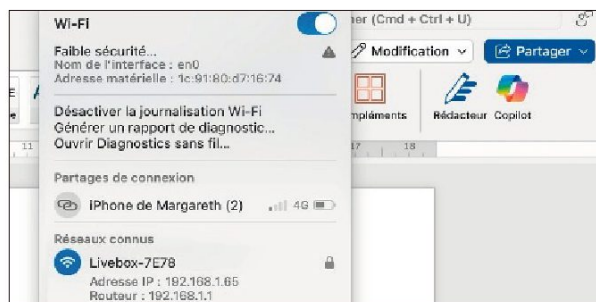 Wi-Fi
Faible sécurité...
Nom de l'interface : en0
Adresse matérielle : 1c:91:80:d7:16:74
Désactiver la journalisation Wi-Fi
Générer un rapport de diagnostic...
Ouvrir Diagnostics sans fil...
Partages de connexion
iPhone de Margareth (2) 4G
Réseaux connus
Livebox-7E78
Adresse IP : 192.168.1.65
Routeur : 192.168.1.1
(Cmd + Ctrl + U)
Modification
Partager
Rédacteur Copilot
11 17 18